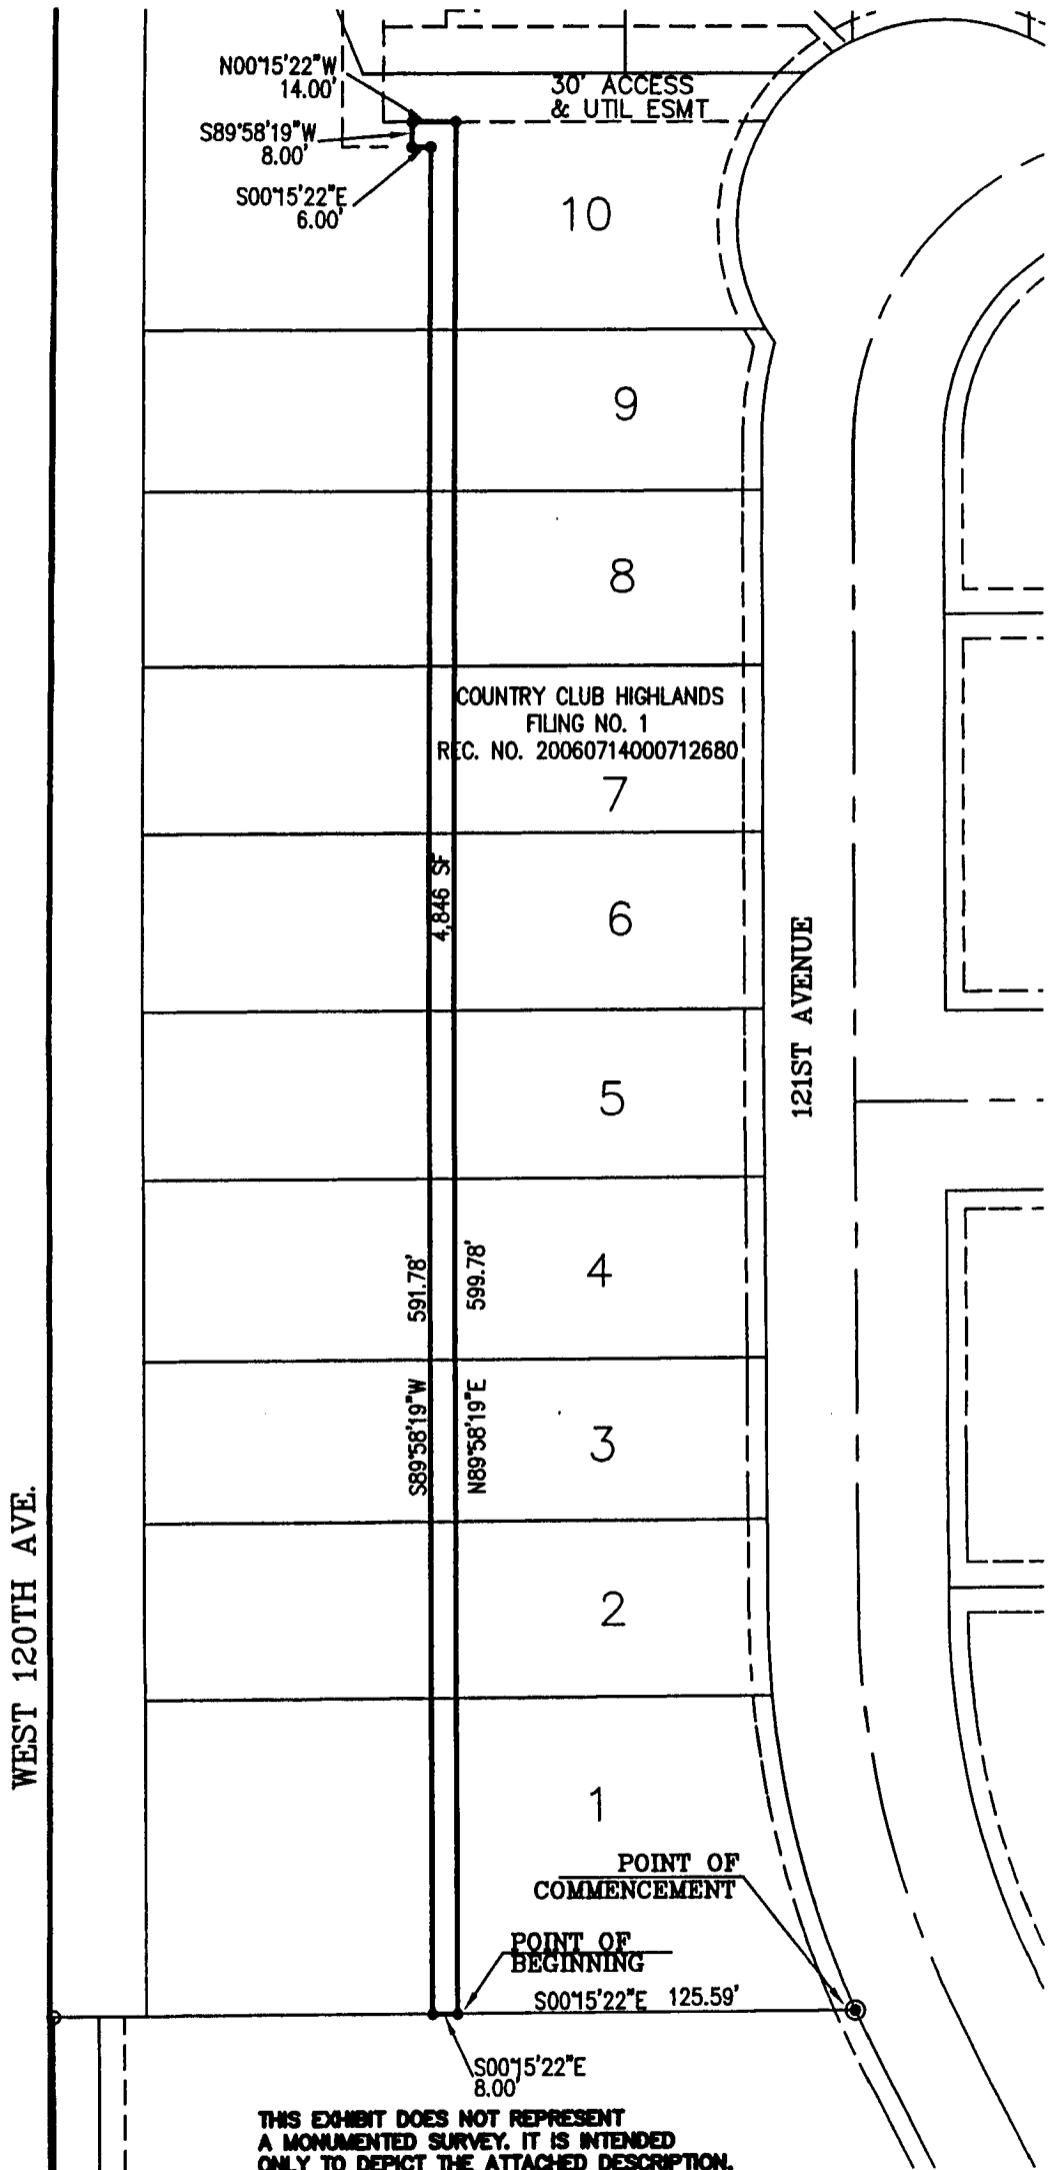 N00°15'22"W
14.00'
30' ACCESS
& UTIL ESMT
S89°58'19"W
8.00'
S00°15'22"E
6.00'
10
9
8
COUNTRY CLUB HIGHLANDS
FILING NO. 1
REC. NO. 20060714000712680
7
4,846 SF
6
121ST AVENUE
5
591.78'
599.78'
4
S89°58'19"W
N89°58'19"E
3
WEST 120TH AVE.
2
1
POINT OF
COMMENCEMENT
POINT OF
BEGINNING
S00°15'22"E 125.59'
S00°15'22"E
8.00'
THIS EXHIBIT DOES NOT REPRESENT
A MONUMENTED SURVEY. IT IS INTENDED
ONLY TO DEPICT THE ATTACHED DESCRIPTION.